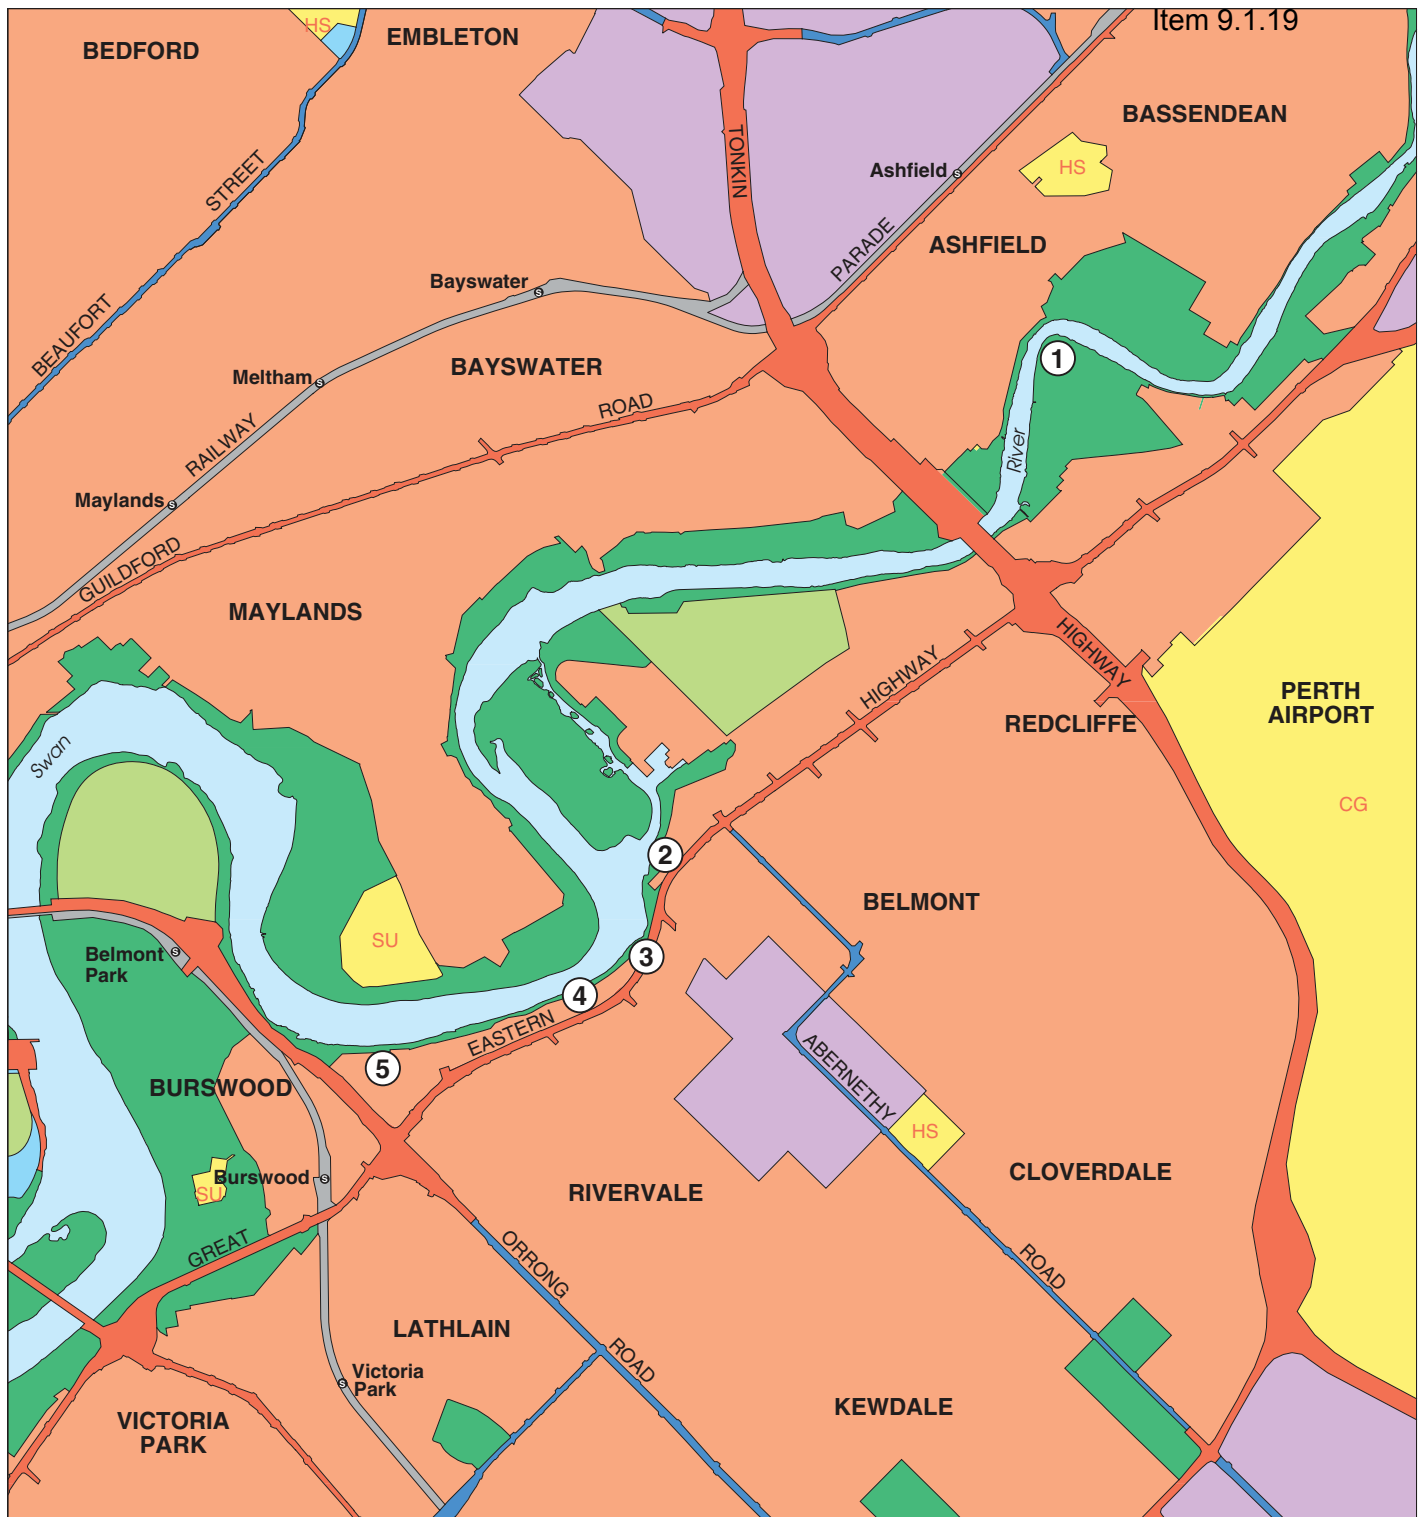 Item 9.1.19
HS
BEDFORD
EMBLETON
BASSENDEAN
TONKIN
STREET
Ashfield
S
HS
PARADE
ASHFIELD
Bayswater
S
BEAUFORT
1
BAYSWATER
Meltham
S
ROAD
RAILWAY
River
Maylands
S
GUILDFORD
MAYLANDS
HIGHWAY
HIGHWAY
PERTH
AIRPORT
REDCLIFFE
Swan
CG
2
BELMONT
SU
Belmont
Park
S
3
4
EASTERN
5
ABERNETHY
BURSWOOD
HS
CLOVERDALE
Burswood
S
SU
RIVERVALE
GREAT
ORRONG
ROAD
LATHLAIN
ROAD
Victoria
Park
S
KEWDALE
VICTORIA
PARK